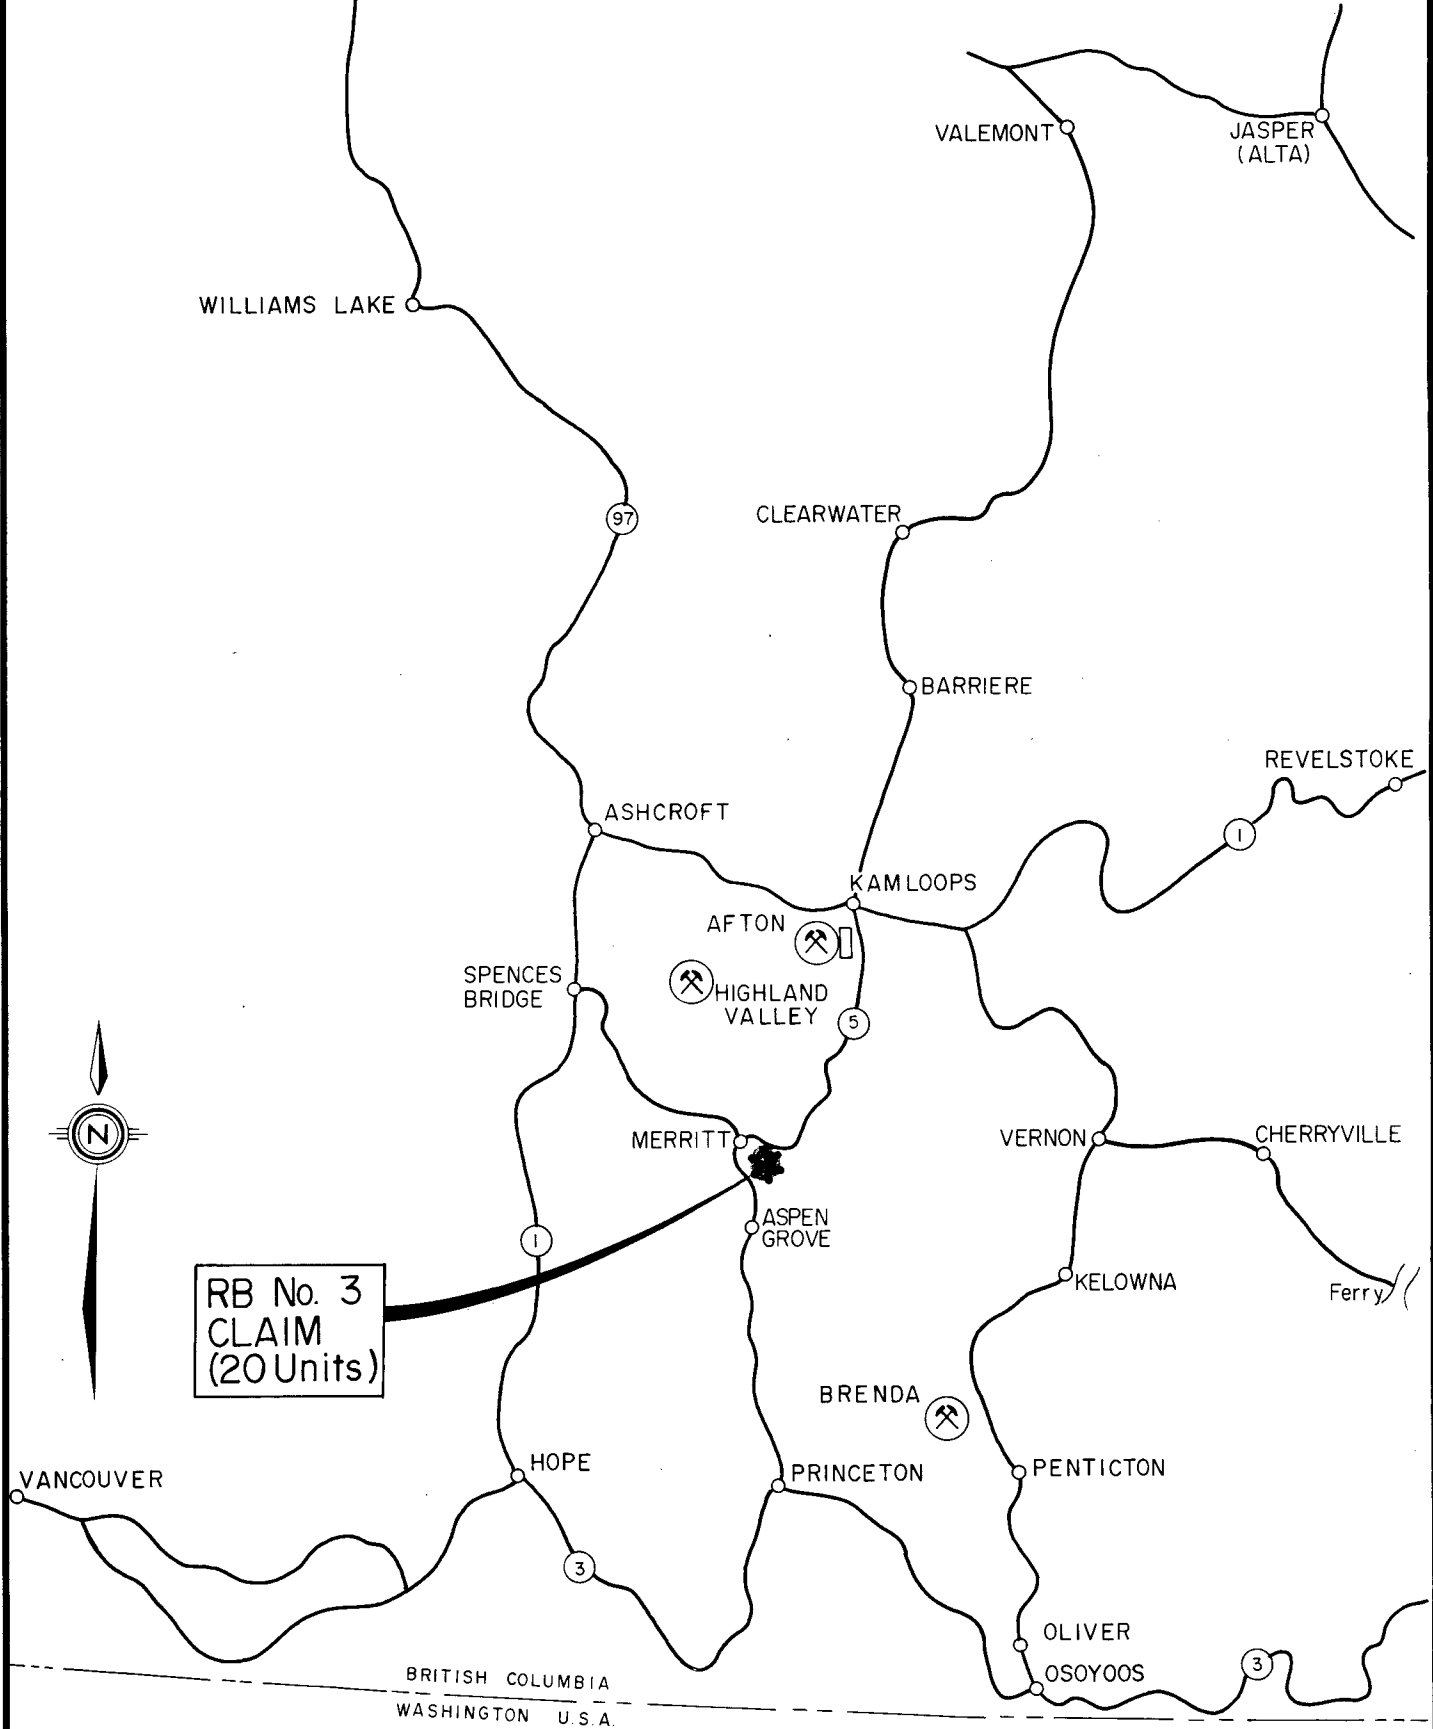 VALEMONT
JASPER
(ALTA)
WILLIAMS LAKE
97
CLEARWATER
BARRIERE
REVELSTOKE
1
ASHCROFT
KAMLOOPS
AFTON
SPENCES
BRIDGE
HIGHLAND
VALLEY
5
N
MERRITT
VERNON
CHERRYVILLE
ASPEN
GROVE
1
KELOWNA
Ferry
RB No. 3
CLAIM
(20 Units)
BRENDA
HOPE
PRINCETON
PENTICTON
VANCOUVER
3
OLIVER
OSOYOOS
3
BRITISH COLUMBIA
WASHINGTON U.S.A.